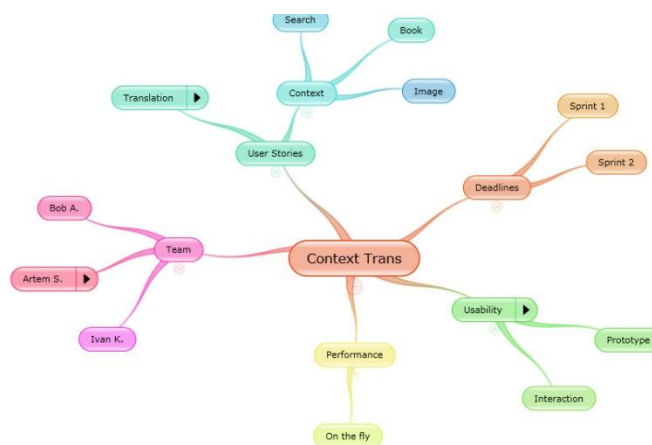 Search
Book
Context
Image
Translation
User Stories
Sprint 1
Sprint 2
Deadlines
Bob A.
Team
Artem S.
Ivan K.
Context Trans
Usability
Prototype
Interaction
Performance
On the fly